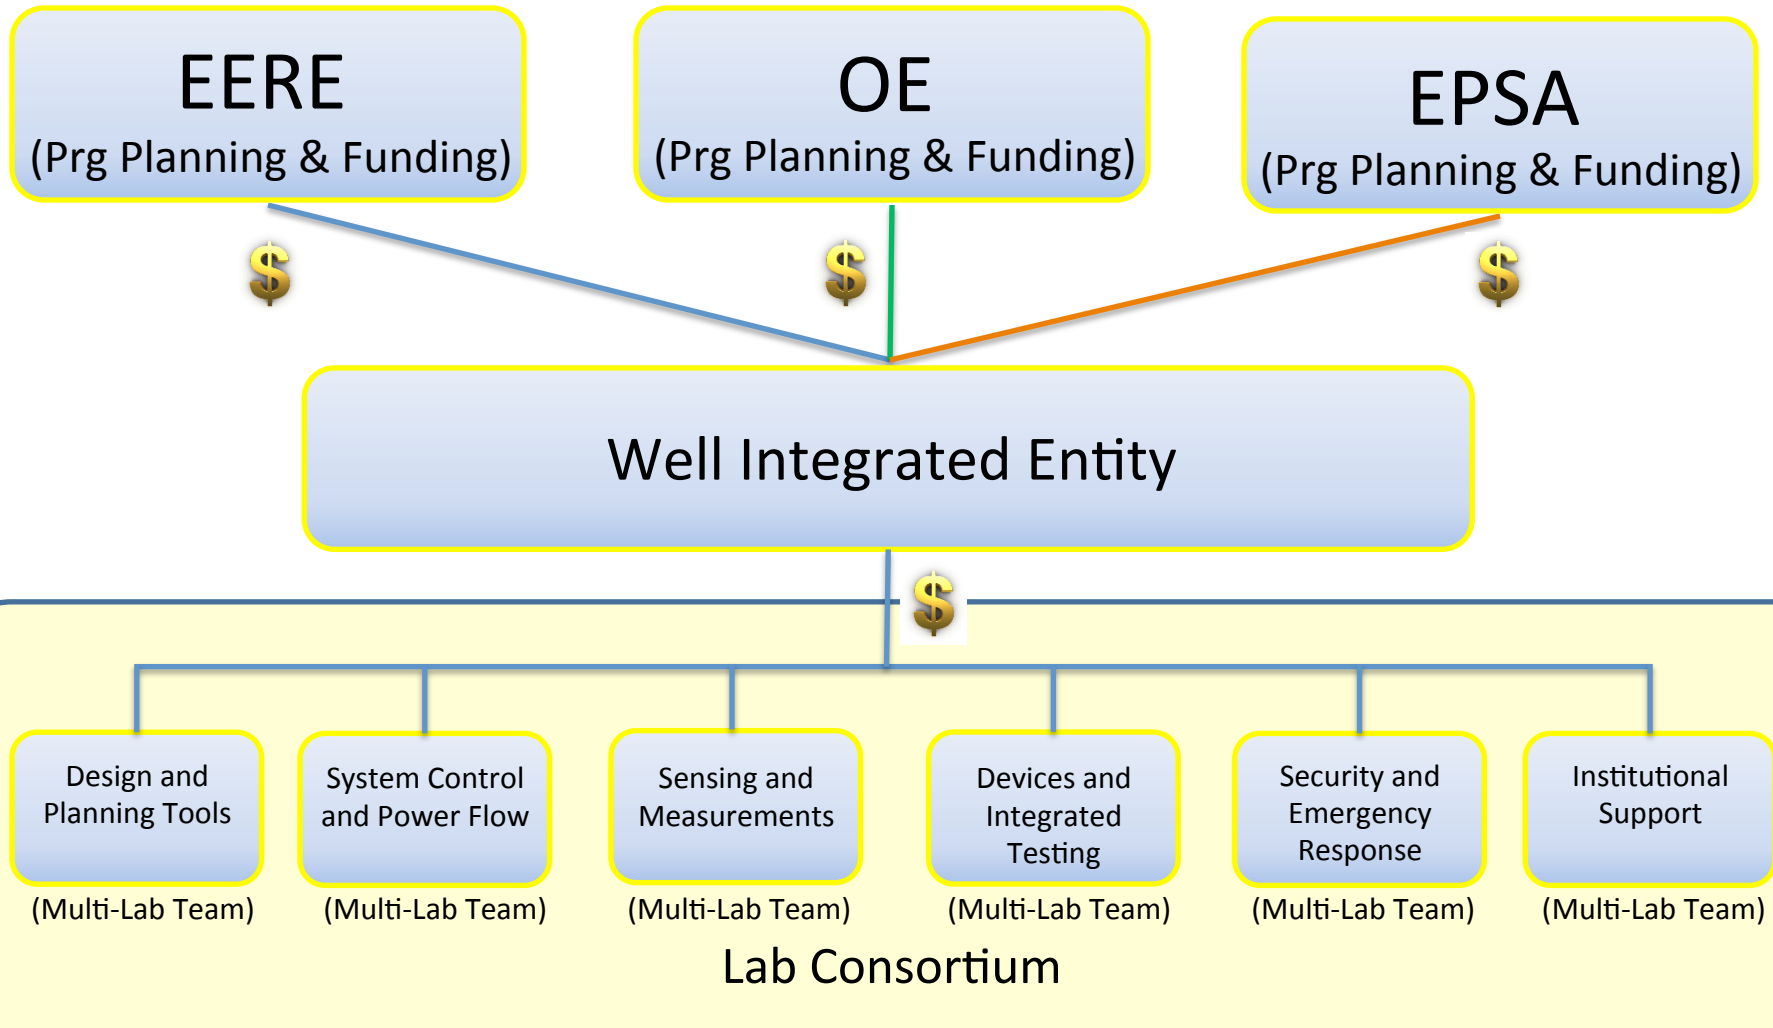 EERE
(Prg Planning & Funding)
OE
(Prg Planning & Funding)
EPSA
(Prg Planning & Funding)
$
$
$
Well Integrated Entity
$
Design and
Planning Tools
(Multi-Lab Team)
System Control
and Power Flow
(Multi-Lab Team)
Sensing and
Measurements
(Multi-Lab Team)
Devices and
Integrated
Testing
(Multi-Lab Team)
Security and
Emergency
Response
(Multi-Lab Team)
Institutional
Support
(Multi-Lab Team)
Lab Consortium